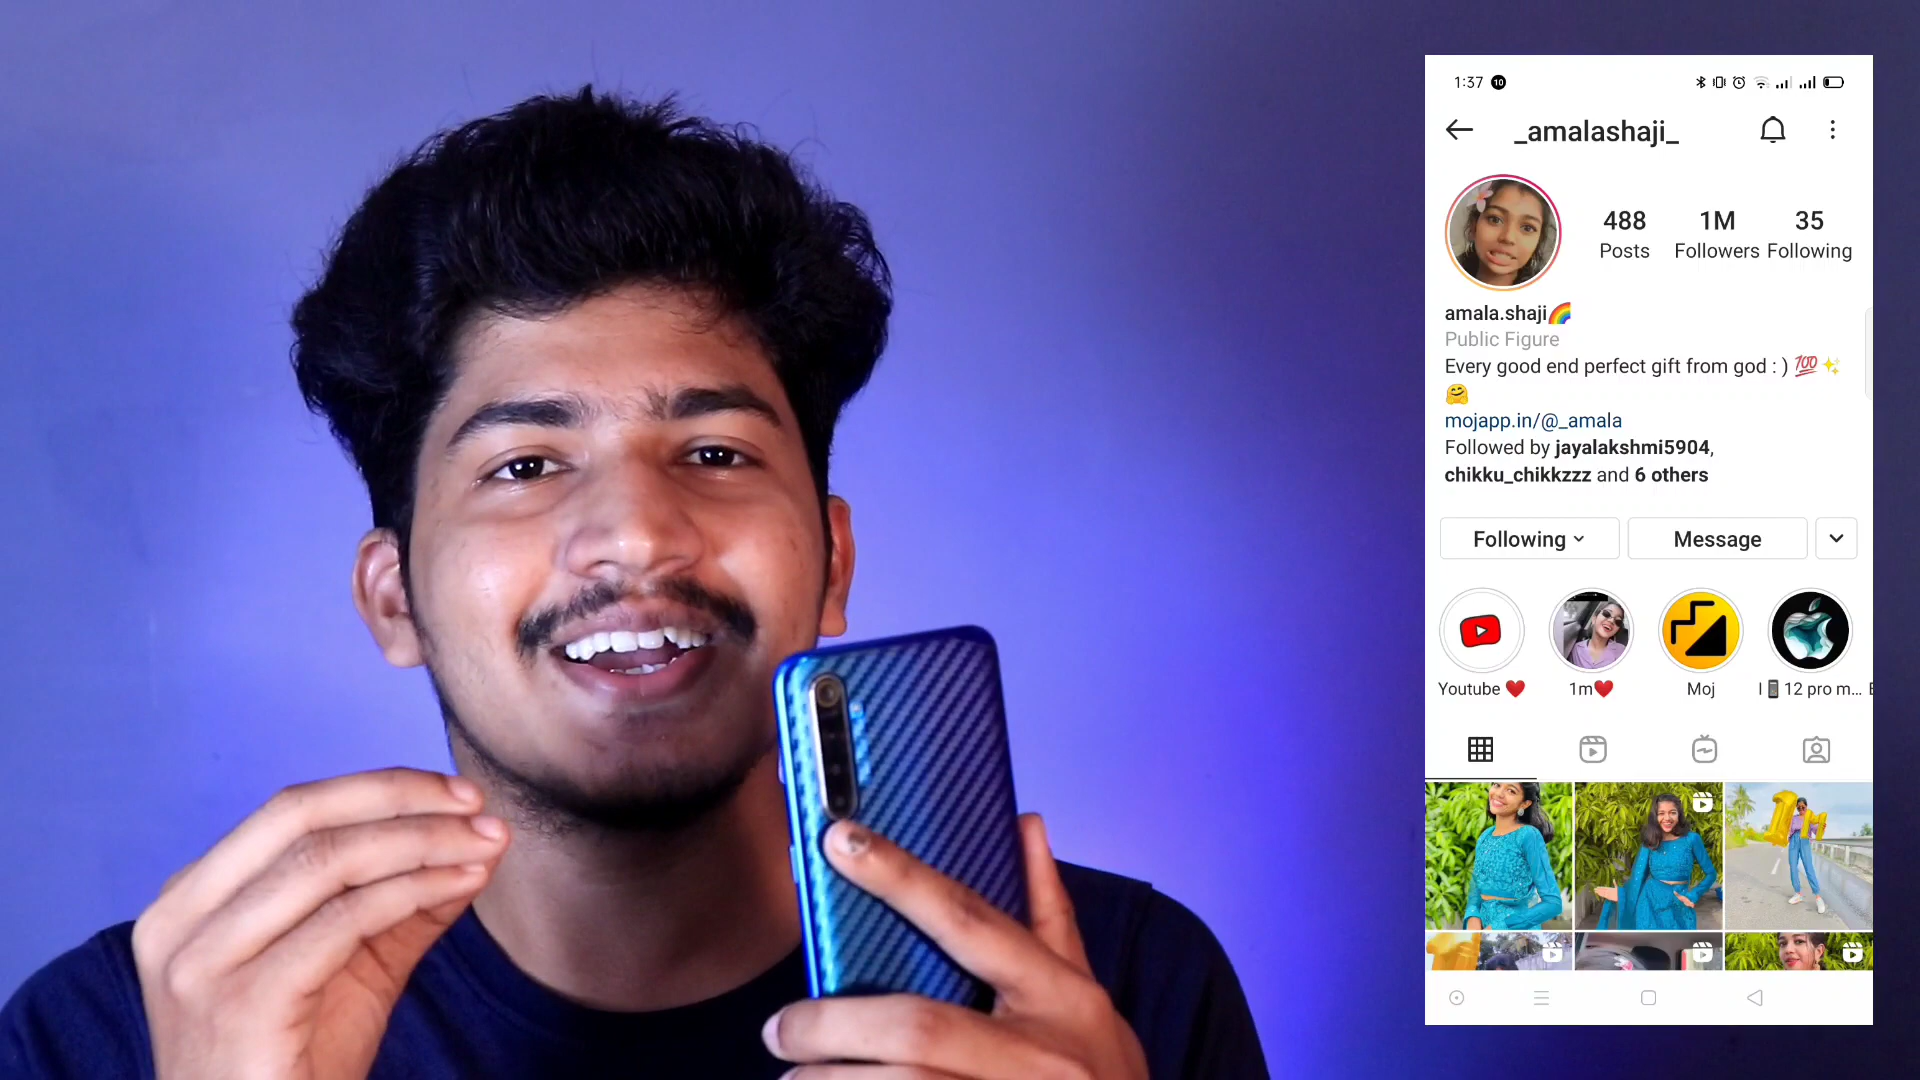 1:37 10
_amalashaji_
488 1M 35
Posts Followers Following
amala.shaji🌈
Public Figure
Every good end perfect gift from god : ) 💯✨
🤗
mojapp.in/@_amala
Followed by jayalakshmi5904,
chikku_chikkzzz and 6 others
Following Message
Youtube ❤️ 1m❤️ Moj I📱12 pro m...